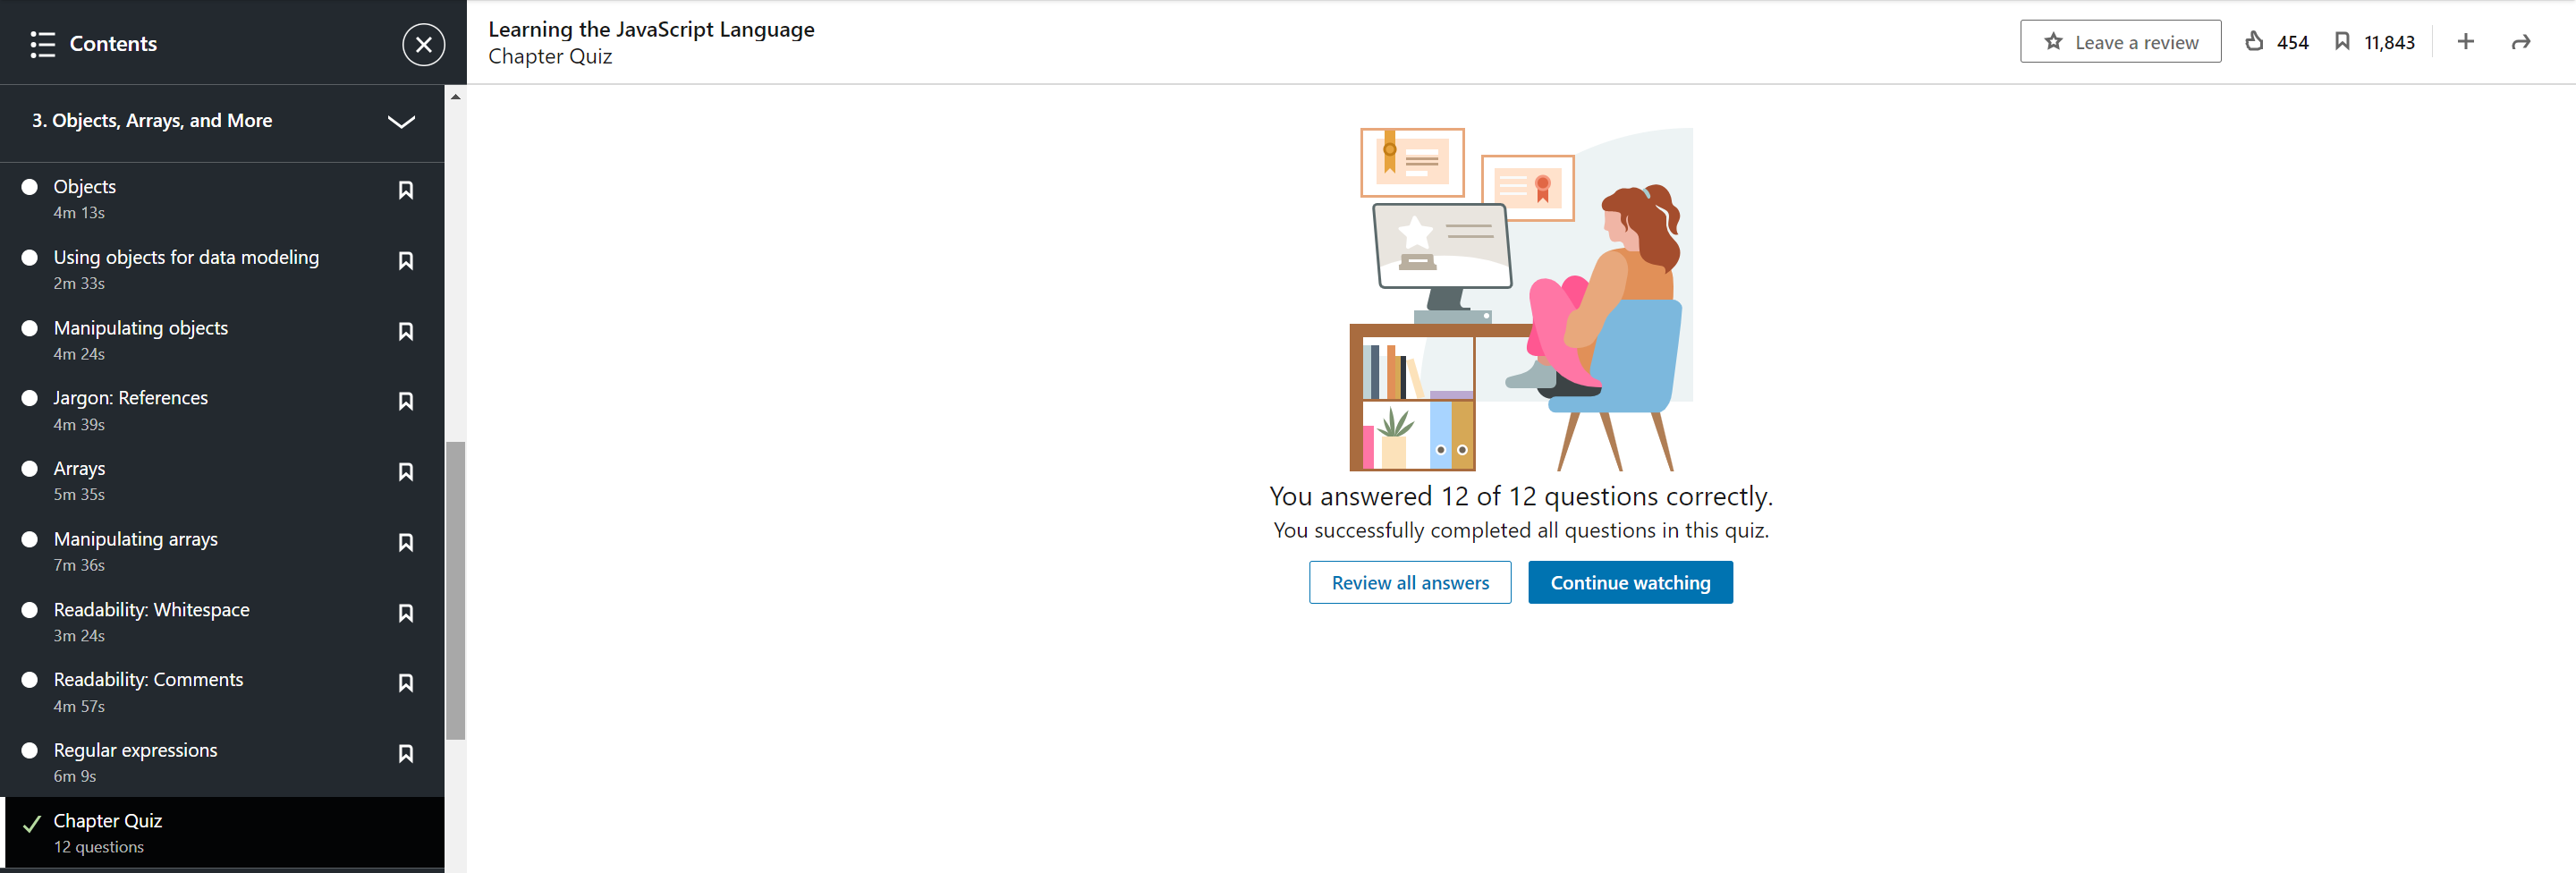 Contents
3. Objects, Arrays, and More
Objects
4m 13s
Using objects for data modeling
2m 33s
Manipulating objects
4m 24s
Jargon: References
4m 39s
Arrays
5m 35s
Manipulating arrays
7m 36s
Readability: Whitespace
3m 24s
Readability: Comments
4m 57s
Regular expressions
6m 9s
Chapter Quiz
12 questions
Learning the JavaScript Language
Chapter Quiz
Leave a review 454 11,843
You answered 12 of 12 questions correctly.
You successfully completed all questions in this quiz.
Review all answers Continue watching